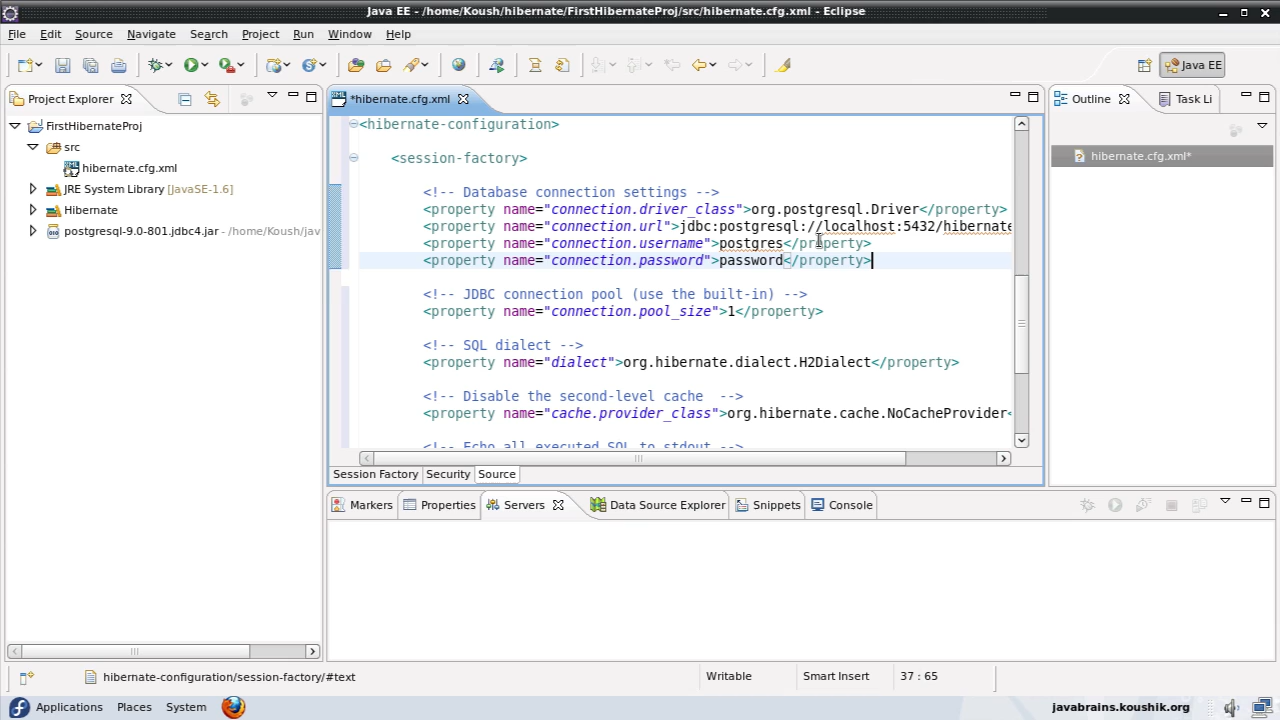 Java EE - /home/Koush/hibernate/FirstHibernateProj/src/hibernate.cfg.xml - Eclipse
File Edit Source Navigate Search Project Run Window Help
Java EE
Project Explorer
*hibernate.cfg.xml
Outline
Task Li
FirstHibernateProj
src
hibernate.cfg.xml
JRE System Library [JavaSE-1.6]
Hibernate
postgresql-9.0-801.jdbc4.jar - /home/Koush/jav
<hibernate-configuration>
<session-factory>
<!-- Database connection settings -->
<property name="connection.driver_class">org.postgresql.Driver</property>
<property name="connection.url">jdbc:postgresql://localhost:5432/hibernate
<property name="connection.username">postgres</property>
<property name="connection.password">password</property>
<!-- JDBC connection pool (use the built-in) -->
<property name="connection.pool_size">1</property>
<!-- SQL dialect -->
<property name="dialect">org.hibernate.dialect.H2Dialect</property>
<!-- Disable the second-level cache  -->
<property name="cache.provider_class">org.hibernate.cache.NoCacheProvider<
<!-- Echo all executed SQL to stdout -->
hibernate.cfg.xml*
Session Factory Security Source
Markers Properties Servers Data Source Explorer Snippets Console
hibernate-configuration/session-factory/#text
Writable
Smart Insert
37 : 65
Applications Places System
javabrains.koushik.org